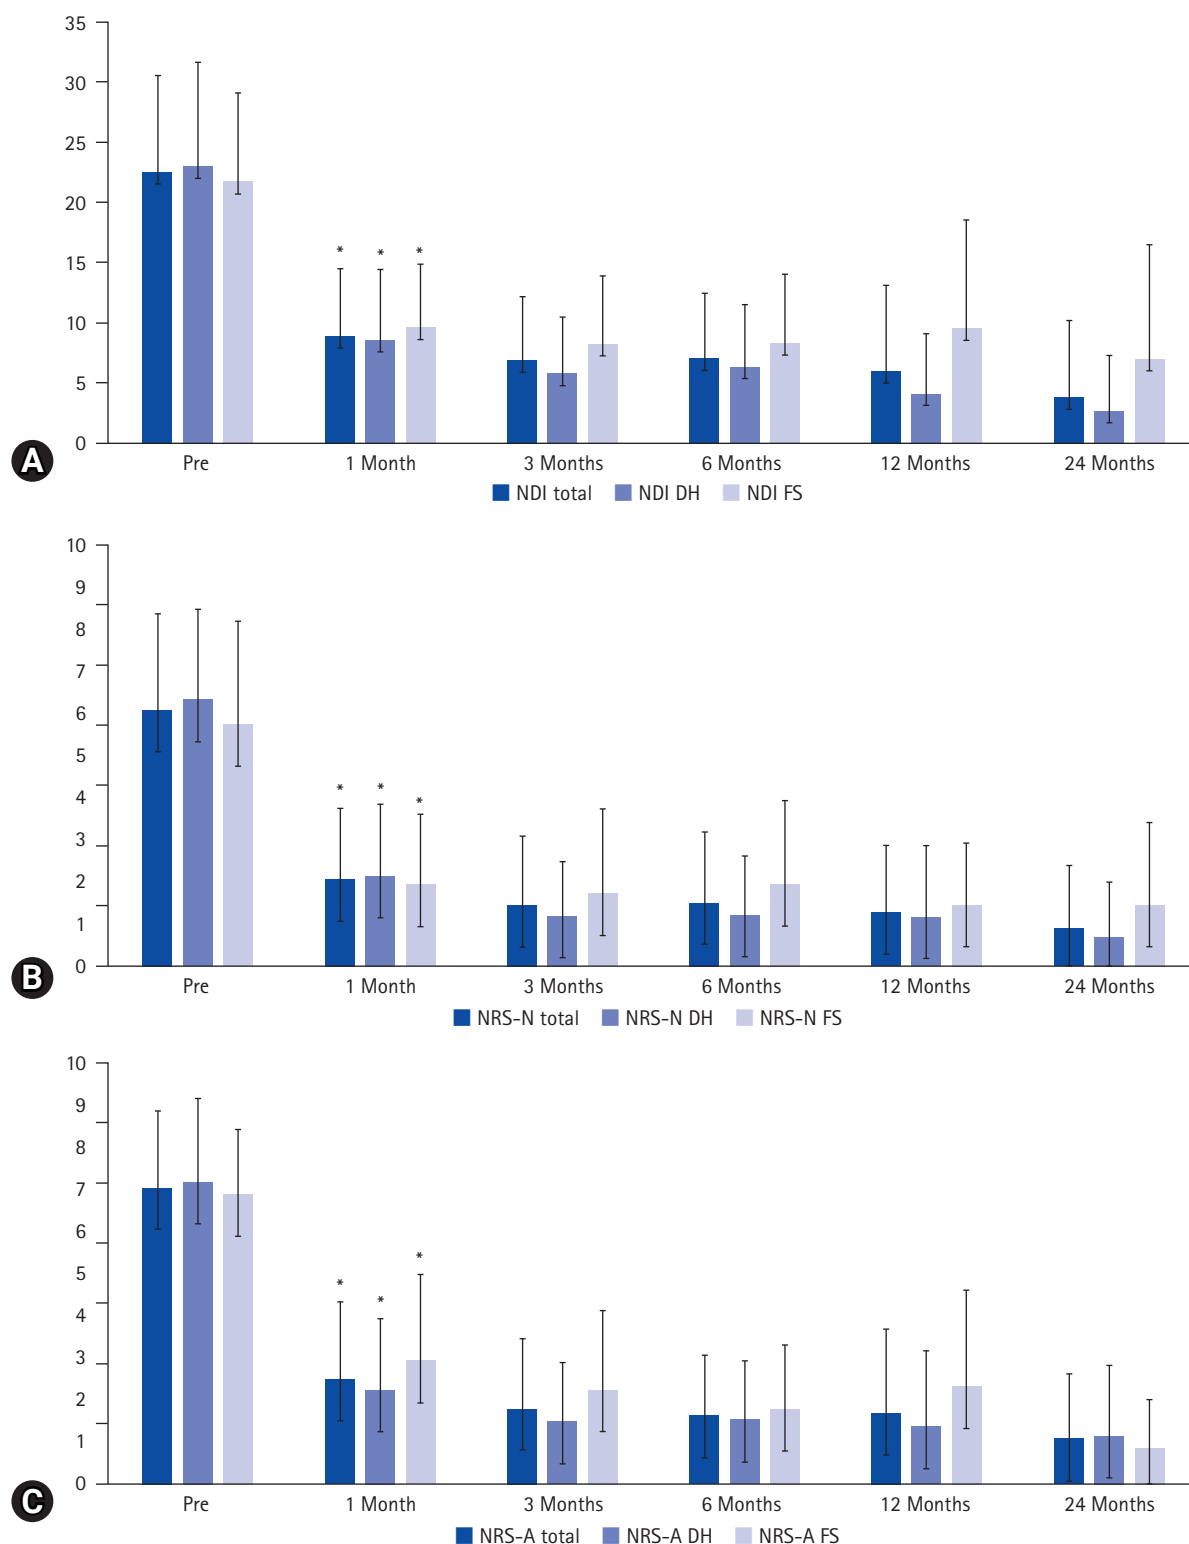 35
30
25
20
15
10
5
0
* * *
A
Pre 1 Month 3 Months 6 Months 12 Months 24 Months
NDI total NDI DH NDI FS
10
9
8
7
6
5
4
3
2
1
0
* * *
B
Pre 1 Month 3 Months 6 Months 12 Months 24 Months
NRS-N total NRS-N DH NRS-N FS
10
9
8
7
6
5
4
3
2
1
0
* * *
C
Pre 1 Month 3 Months 6 Months 12 Months 24 Months
NRS-A total NRS-A DH NRS-A FS